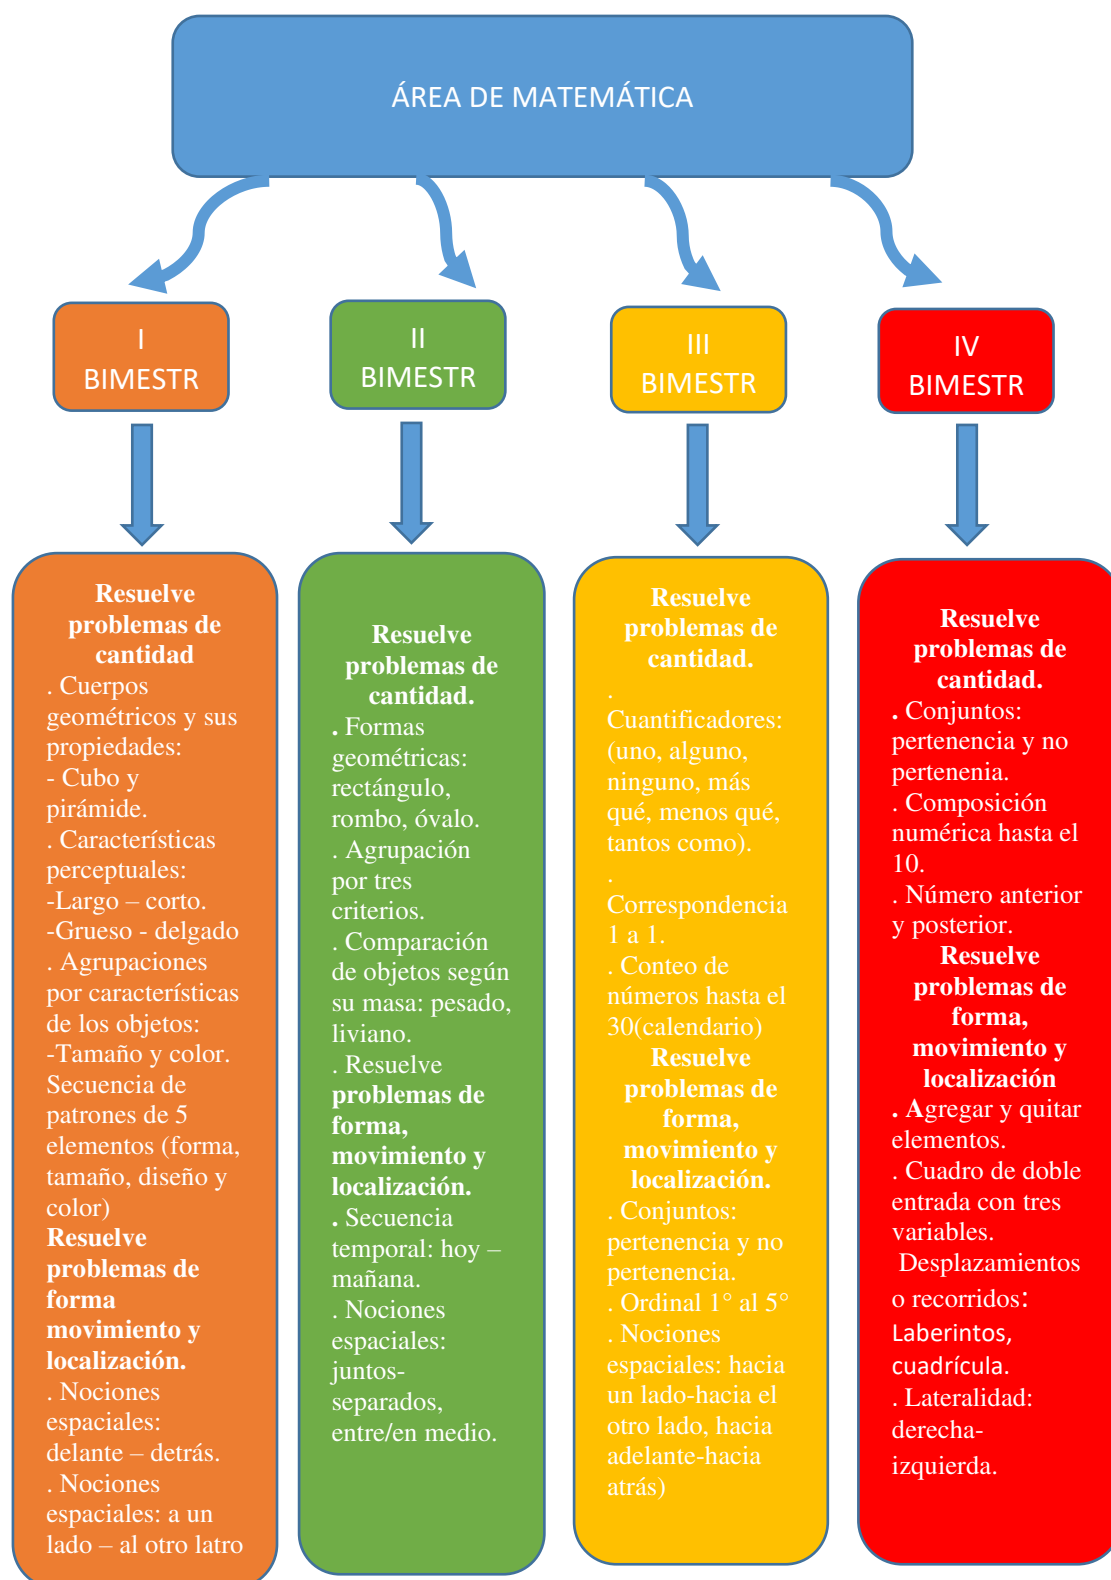 ÁREA DE MATEMÁTICA
I
BIMESTR
II
BIMESTR
III
BIMESTR
IV
BIMESTR
Resuelve
problemas de
cantidad
. Cuerpos
geométricos y sus
propiedades:
- Cubo y
pirámide.
. Características
perceptuales:
-Largo – corto.
-Grueso - delgado
. Agrupaciones
por características
de los objetos:
-Tamaño y color.
Secuencia de
patrones de 5
elementos (forma,
tamaño, diseño y
color)
Resuelve
problemas de
forma
movimiento y
localización.
. Nociones
espaciales:
delante – detrás.
. Nociones
espaciales: a un
lado – al otro latro
Resuelve
problemas de
cantidad.
. Formas
geométricas:
rectángulo,
rombo, óvalo.
. Agrupación
por tres
criterios.
. Comparación
de objetos según
su masa: pesado,
liviano.
. Resuelve
problemas de
forma,
movimiento y
localización.
. Secuencia
temporal: hoy –
mañana.
. Nociones
espaciales:
juntos-
separados,
entre/en medio.
Resuelve
problemas de
cantidad.
.
Cuantificadores:
(uno, alguno,
ninguno, más
qué, menos qué,
tantos como).
.
Correspondencia
1 a 1.
. Conteo de
números hasta el
30(calendario)
Resuelve
problemas de
forma,
movimiento y
localización.
. Conjuntos:
pertenencia y no
pertenencia.
. Ordinal 1° al 5°
. Nociones
espaciales: hacia
un lado-hacia el
otro lado, hacia
adelante-hacia
atrás)
Resuelve
problemas de
cantidad.
. Conjuntos:
pertenencia y no
pertenenia.
. Composición
numérica hasta el
10.
. Número anterior
y posterior.
Resuelve
problemas de
forma,
movimiento y
localización
. Agregar y quitar
elementos.
. Cuadro de doble
entrada con tres
variables.
Desplazamientos
o recorridos:
Laberintos,
cuadrícula.
. Lateralidad:
derecha-
izquierda.